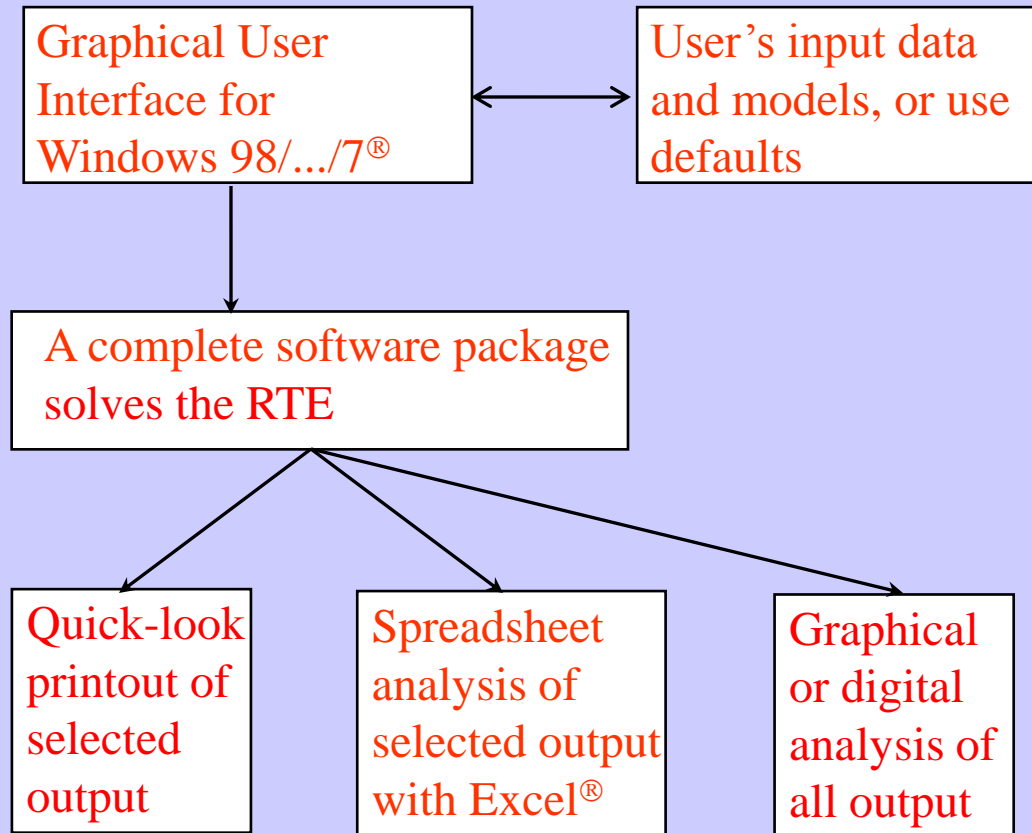 Graphical User
Interface for
Windows 98/.../7®
User’s input data
and models, or use
defaults
A complete software package
solves the RTE
Quick-look
printout of
selected
output
Spreadsheet
analysis of
selected output
with Excel®
Graphical
or digital
analysis of
all output